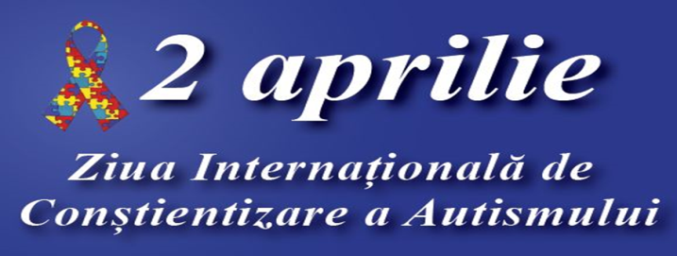 2 aprilie
Ziua Internațională de
Conștientizare a Autismului